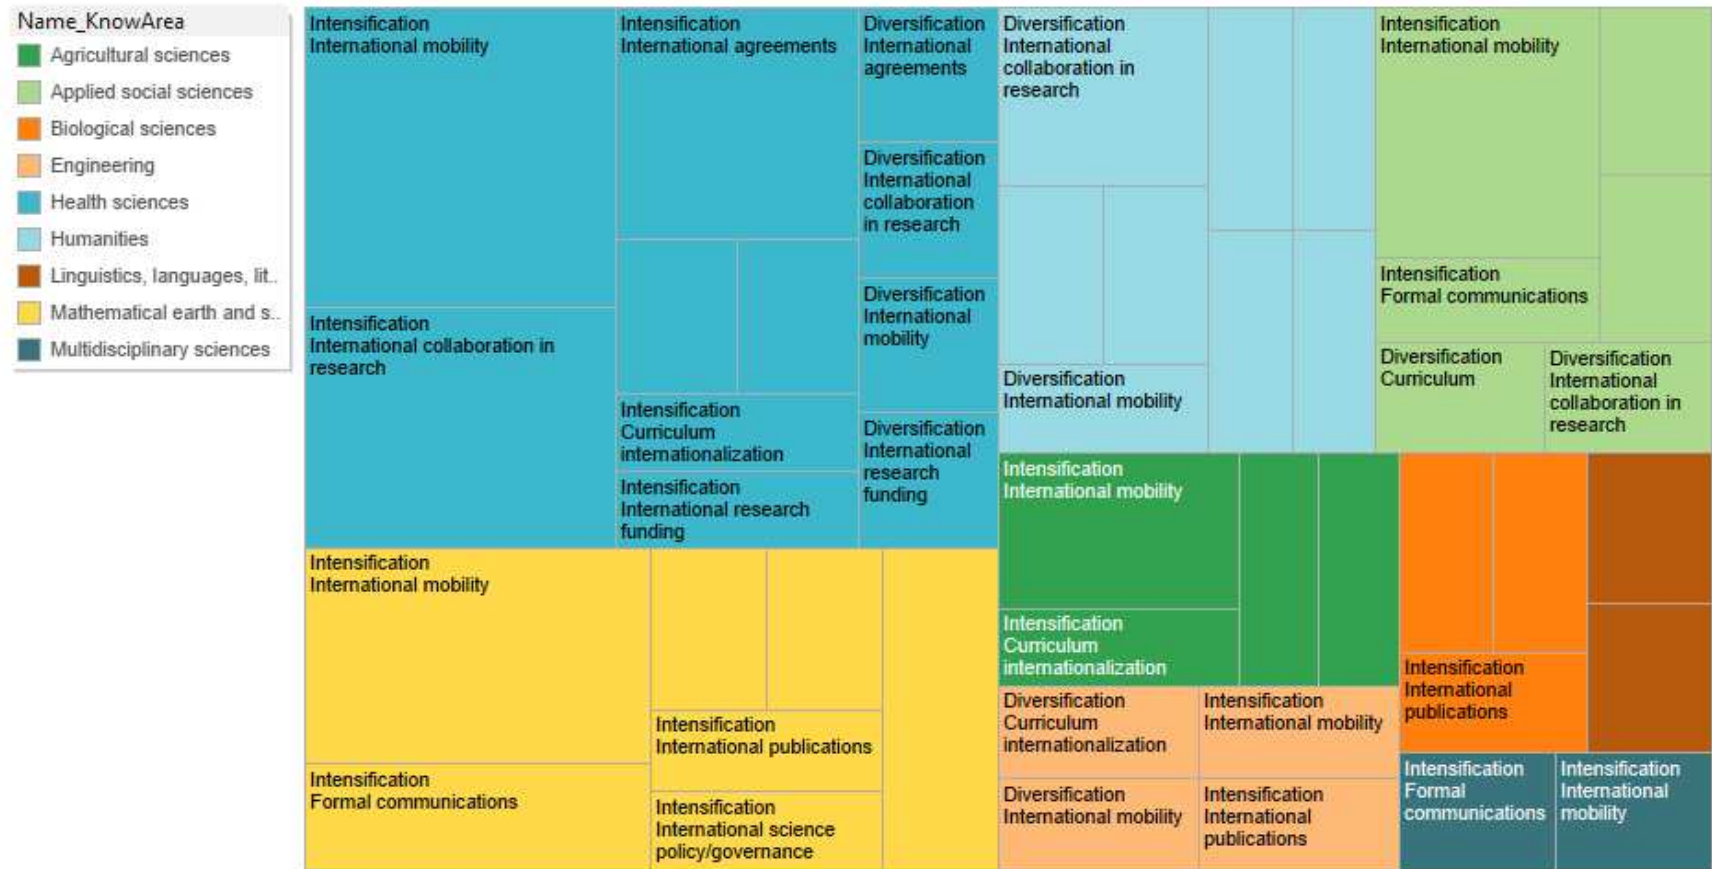 Name_KnowArea
Agricultural sciences
Applied social sciences
Biological sciences
Engineering
Health sciences
Humanities
Linguistics, languages, lit..
Mathematical earth and s..
Multidisciplinary sciences
Intensification
International mobility
Intensification
International collaboration in
research
Intensification
International agreements
Intensification
Curriculum
internationalization
Intensification
International research
funding
Diversification
International
agreements
Diversification
International
collaboration
in research
Diversification
International
mobility
Diversification
International
research
funding
Intensification
International mobility
Intensification
Formal communications
Intensification
International publications
Intensification
International science
policy/governance
Diversification
International
collaboration in
research
Diversification
International mobility
Intensification
International mobility
Intensification
Formal communications
Diversification
Curriculum
Diversification
International
collaboration in
research
Intensification
International mobility
Intensification
Curriculum
internationalization
Diversification
Curriculum
internationalization
Intensification
International mobility
Diversification
International mobility
Intensification
International
publications
Intensification
International
publications
Intensification
Formal
communications
Intensification
International
mobility